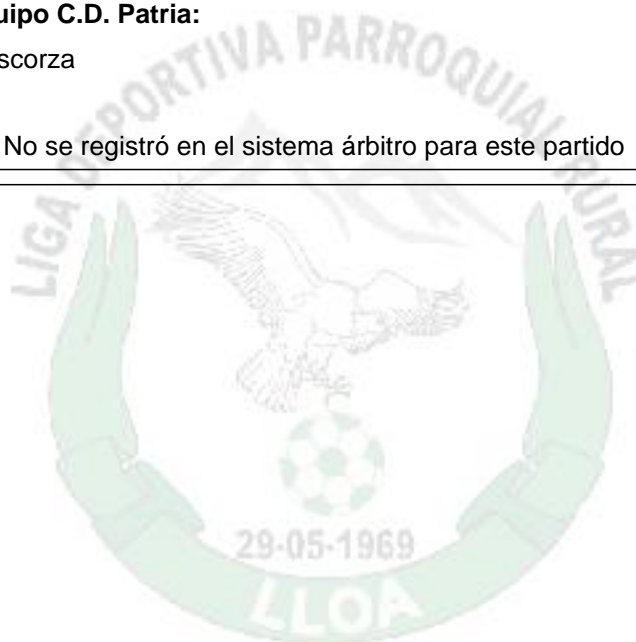 uipo C.D. Patria:
scorza
No se registró en el sistema árbitro para este partido
LIGA DEPORTIVA PARROQUIAL RURAL
29-05-1969
LLOA